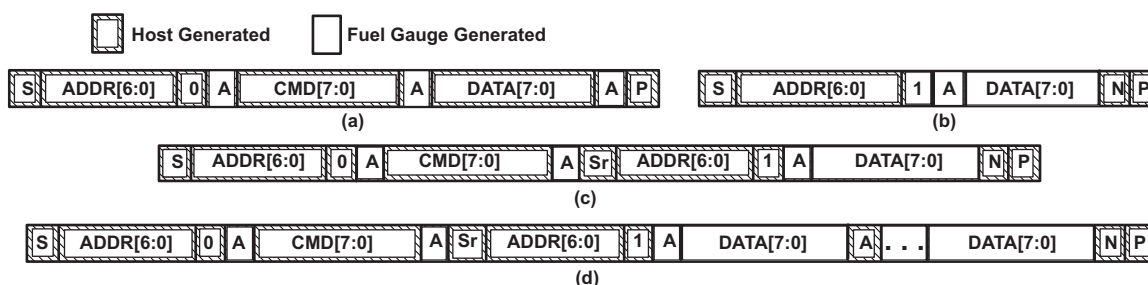 Host Generated Fuel Gauge Generated
S ADDR[6:0] 0 A CMD[7:0] A DATA[7:0] A P S ADDR[6:0] 1 A DATA[7:0] N P
(a) (b)
S ADDR[6:0] 0 A CMD[7:0] A Sr ADDR[6:0] 1 A DATA[7:0] N P
(c)
S ADDR[6:0] 0 A CMD[7:0] A Sr ADDR[6:0] 1 A DATA[7:0] A . . . DATA[7:0] N P
(d)